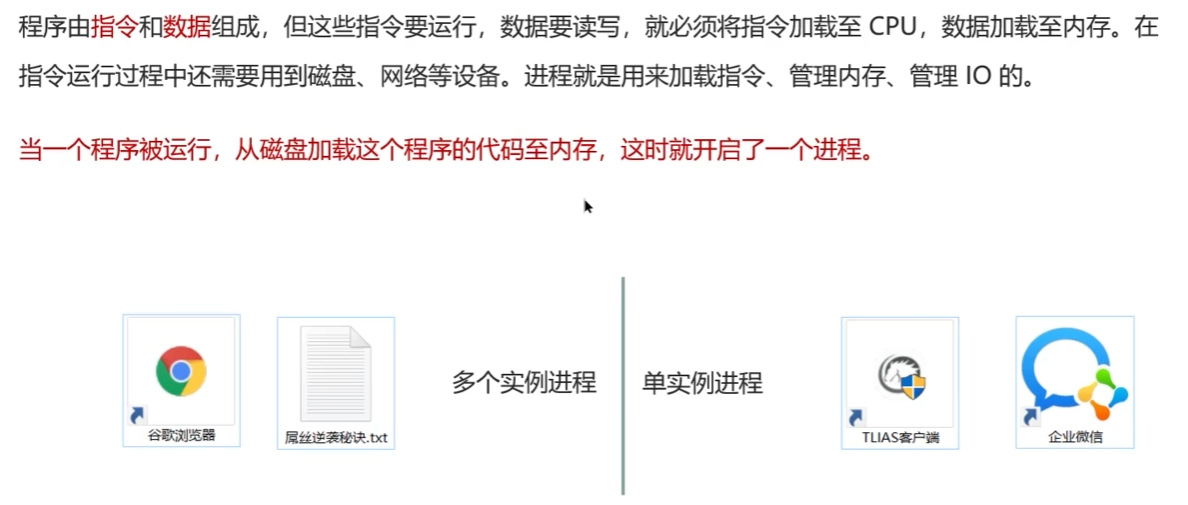 程序由指令和数据组成，但这些指令要运行，数据要读写，就必须将指令加载至 CPU，数据加载至内存。在
指令运行过程中还需要用到磁盘、网络等设备。进程就是用来加载指令、管理内存、管理 IO 的。
当一个程序被运行，从磁盘加载这个程序的代码至内存，这时就开启了一个进程。
多个实例进程
单实例进程
谷歌浏览器
屌丝逆袭秘诀.txt
TLIAS客户端
企业微信